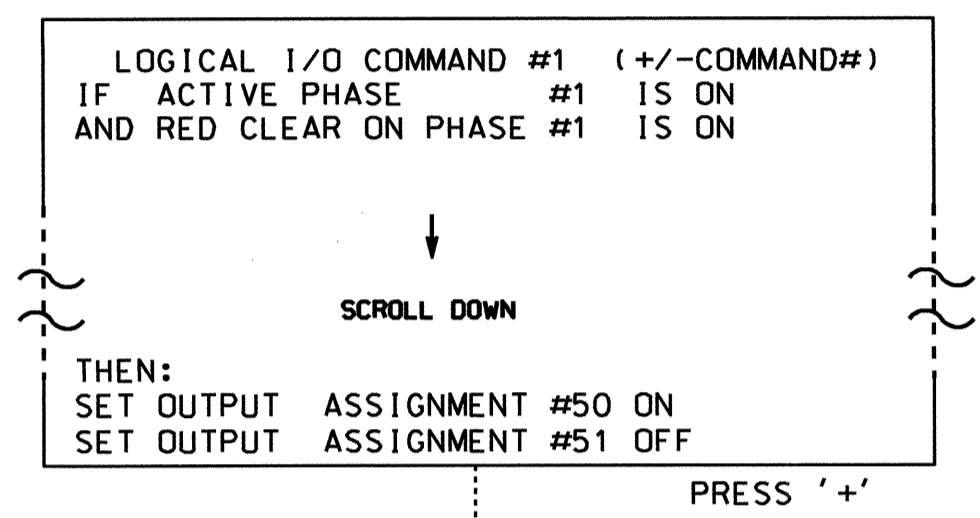 LOGICAL I/O COMMAND #1 (+/-COMMAND#)
IF ACTIVE PHASE #1 IS ON
AND RED CLEAR ON PHASE #1 IS ON
SCROLL DOWN
THEN:
SET OUTPUT ASSIGNMENT #50 ON
SET OUTPUT ASSIGNMENT #51 OFF
PRESS '+'